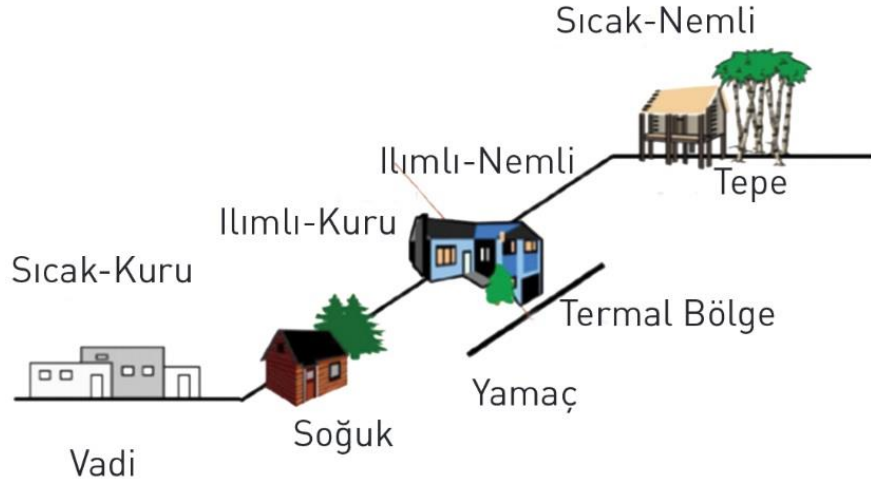 Sıcak-Nemli
Ilımlı-Nemli
Tepe
Ilımlı-Kuru
Sıcak-Kuru
Termal Bölge
Yamaç
Soğuk
Vadi